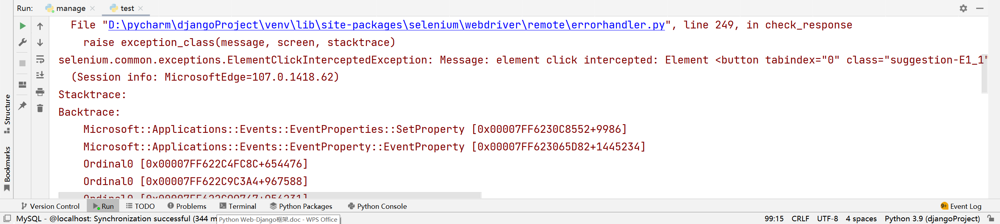 Run: manage test
File "D:\pycharm\djangoProject\venv\lib\site-packages\selenium\webdriver\remote\errorhandler.py", line 249, in check_response
raise exception_class(message, screen, stacktrace)
selenium.common.exceptions.ElementClickInterceptedException: Message: element click intercepted: Element <button tabindex="0" class="suggestion-E1_1"
(Session info: MicrosoftEdge=107.0.1418.62)
Stacktrace:
Backtrace:
Microsoft::Applications::Events::EventProperties::SetProperty [0x00007FF6230C8552+9986]
Microsoft::Applications::Events::EventProperty::EventProperty [0x00007FF623065D82+1445234]
Ordinal0 [0x00007FF622C4FC8C+654476]
Ordinal0 [0x00007FF622C9C3A4+967588]
Ordinal0
Structure
Bookmarks
Version Control Run TODO Problems Terminal Python Packages Python Console 9+ Event Log
MySQL - @localhost: Synchronization successful (344 m 99:15 CRLF UTF-8 4 spaces Python 3.9 (djangoProject)
Python Web-Django框架.doc - WPS Office